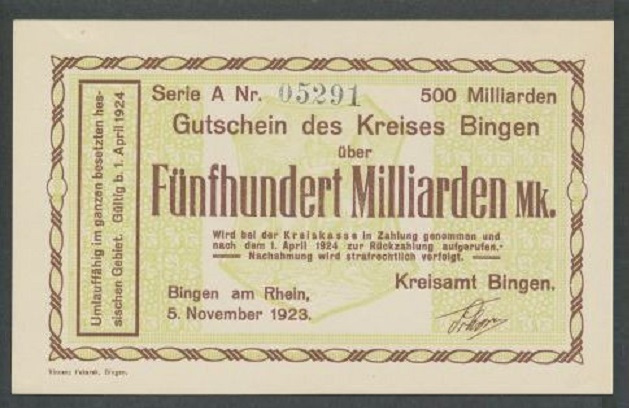 Serie A Nr. 05291 500 Milliarden
Gutschein des Kreises Bingen
über
Fünfhundert Milliarden Mk.
Wird bei der Kreiskasse in Zahlung genommen und
nach dem 1. April 1924 zur Rückzahlung aufgerufen.
Nachahmung wird strafrechtlich verfolgt.
Kreisamt Bingen.
Bingen am Rhein,
5. November 1923.
Umlauffähig im ganzen besetzten hes-
sischen Gebiet. Gültig b. 1. April 1924
Bingen.